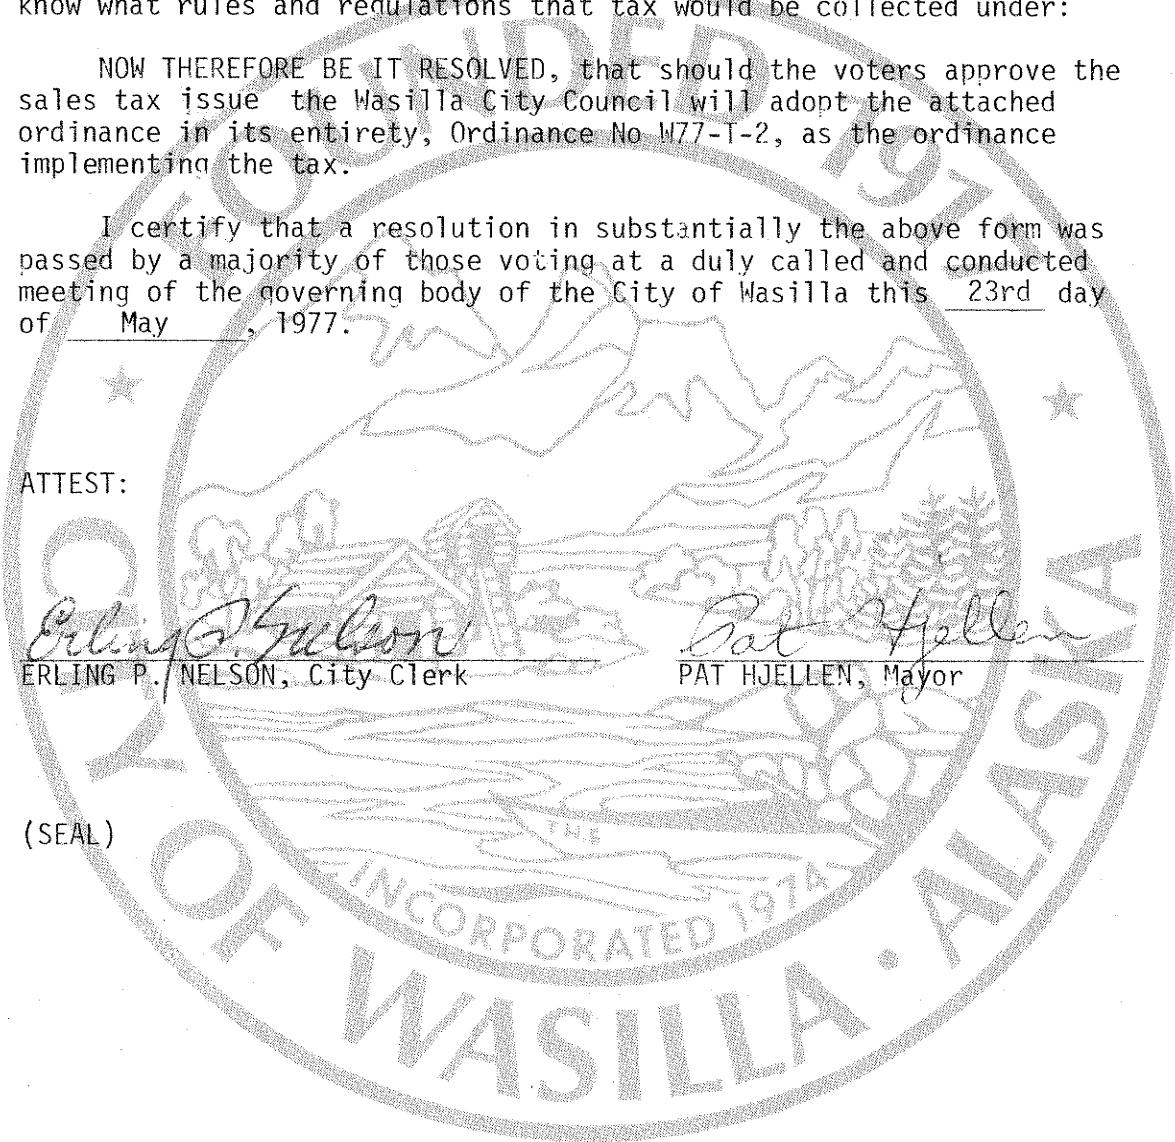 know what rules and regulations that tax would be collected under:
NOW THEREFORE BE IT RESOLVED, that should the voters approve the
sales tax issue the Wasilla City Council will adopt the attached
ordinance in its entirety, Ordinance No W77-T-2, as the ordinance
implementing the tax.
I certify that a resolution in substantially the above form was
passed by a majority of those voting at a duly called and conducted
meeting of the governing body of the City of Wasilla this 23rd day
of May, 1977.
ATTEST:
Erling P. Nelson
Pat Hjellen
ERLING P. NELSON, City Clerk
PAT HJELLEN, Mayor
(SEAL)
FOUNDED 1917
CITY OF WASILLA · ALASKA
THE
INCORPORATED 1974